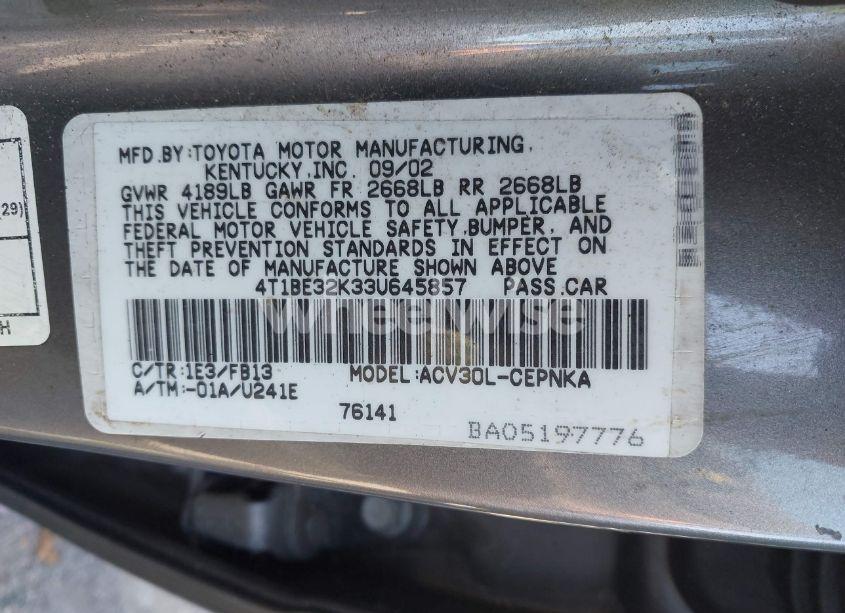 MFD.BY:TOYOTA MOTOR MANUFACTURING,
KENTUCKY,INC. 09/02
GVWR 4189LB GAWR FR 2668LB RR 2668LB
THIS VEHICLE CONFORMS TO ALL APPLICABLE
FEDERAL MOTOR VEHICLE SAFETY,BUMPER, AND
THEFT PREVENTION STANDARDS IN EFFECT ON
THE DATE OF MANUFACTURE SHOWN ABOVE
4T1BE32K33U645857 PASS.CAR
WheelWise
C/TR:1E3/FB13 MODEL:ACV30L-CEPNKA
A/TM:-01A/U241E
76141
BA05197776
29)
H